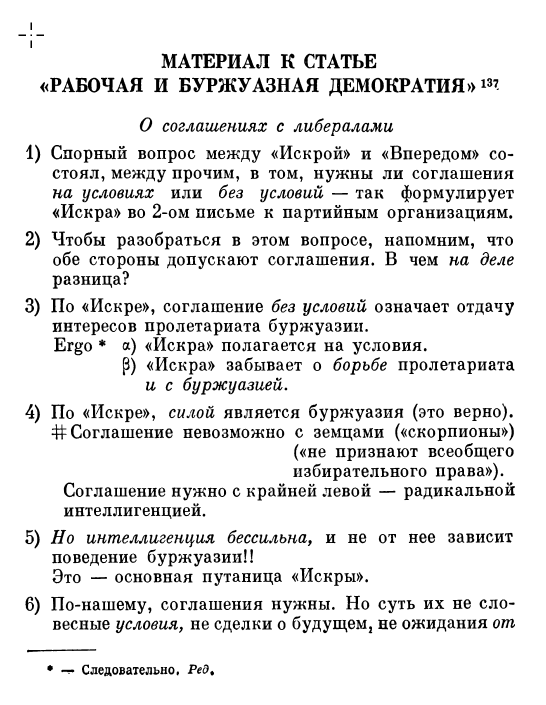 МАТЕРИАЛ К СТАТЬЕ
«РАБОЧАЯ И БУРЖУАЗНАЯ ДЕМОКРАТИЯ» 137
О соглашениях с либералами
1) Спорный вопрос между «Искрой» и «Впередом» со-
стоял, между прочим, в том, нужны ли соглашения
на условиях или без условий — так формулирует
«Искра» во 2-ом письме к партийным организациям.
2) Чтобы разобраться в этом вопросе, напомним, что
обе стороны допускают соглашения. В чем на деле
разница?
3) По «Искре», соглашение без условий означает отдачу
интересов пролетариата буржуазии.
Ergo * α) «Искра» полагается на условия.
β) «Искра» забывает о борьбе пролетариата
и с буржуазией.
4) По «Искре», силой является буржуазия (это верно).
# Соглашение невозможно с земцами («скорпионы»)
(«не признают всеобщего
избирательного права»).
Соглашение нужно с крайней левой — радикальной
интеллигенцией.
5) Но интеллигенция бессильна, и не от нее зависит
поведение буржуазии!!
Это — основная путаница «Искры».
6) По-нашему, соглашения нужны. Но суть их не сло-
весные условия, не сделки о будущем, не ожидания от
* — Следовательно. Ред.